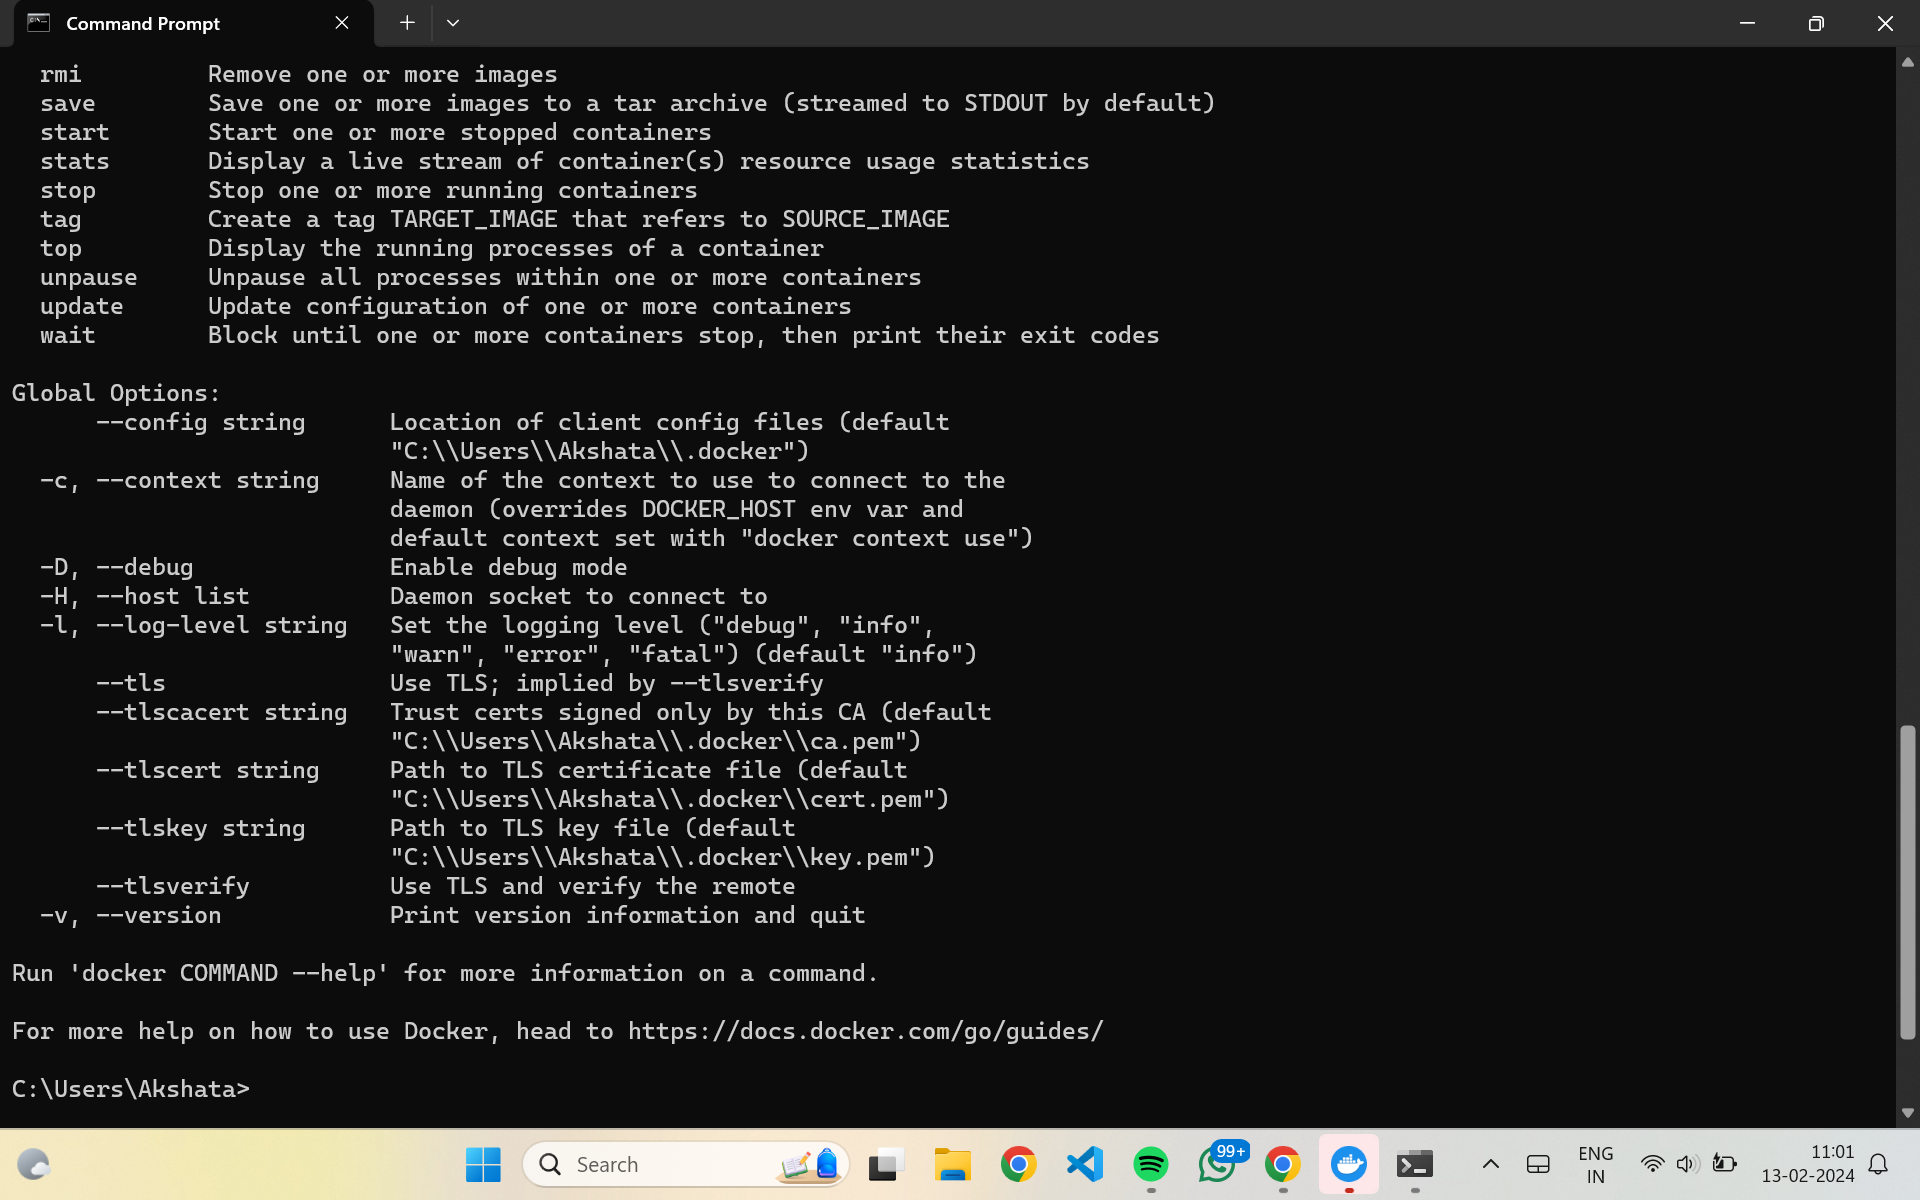 Command Prompt
rmi         Remove one or more images
save        Save one or more images to a tar archive (streamed to STDOUT by default)
start       Start one or more stopped containers
stats       Display a live stream of container(s) resource usage statistics
stop        Stop one or more running containers
tag         Create a tag TARGET_IMAGE that refers to SOURCE_IMAGE
top         Display the running processes of a container
unpause     Unpause all processes within one or more containers
update      Update configuration of one or more containers
wait        Block until one or more containers stop, then print their exit codes
Global Options:
--config string      Location of client config files (default
"C:\\Users\\Akshata\\.docker")
-c, --context string     Name of the context to use to connect to the
daemon (overrides DOCKER_HOST env var and
default context set with "docker context use")
-D, --debug              Enable debug mode
-H, --host list          Daemon socket to connect to
-l, --log-level string   Set the logging level ("debug", "info",
"warn", "error", "fatal") (default "info")
--tls                Use TLS; implied by --tlsverify
--tlscacert string   Trust certs signed only by this CA (default
"C:\\Users\\Akshata\\.docker\\ca.pem")
--tlscert string     Path to TLS certificate file (default
"C:\\Users\\Akshata\\.docker\\cert.pem")
--tlskey string      Path to TLS key file (default
"C:\\Users\\Akshata\\.docker\\key.pem")
--tlsverify          Use TLS and verify the remote
-v, --version            Print version information and quit
Run 'docker COMMAND --help' for more information on a command.
For more help on how to use Docker, head to https://docs.docker.com/go/guides/
C:\Users\Akshata>
Search
99+
ENG
IN
11:01
13-02-2024